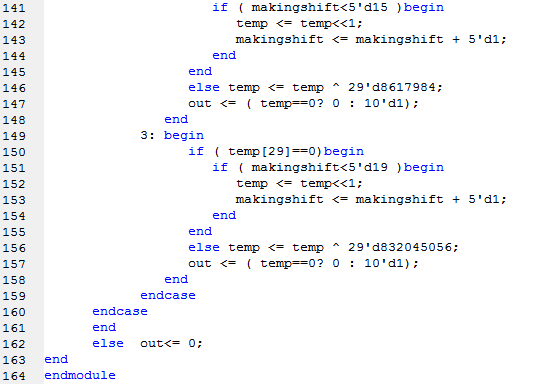 141 if ( makingshift<5'd15 )begin
142 temp <= temp<<1;
143 makingshift <= makingshift + 5'd1;
144 end
145 end
146 else temp <= temp ^ 29'd8617984;
147 out <= ( temp==0? 0 : 10'd1);
148 end
149 3: begin
150 if ( temp[29]==0)begin
151 if ( makingshift<5'd19 )begin
152 temp <= temp<<1;
153 makingshift <= makingshift + 5'd1;
154 end
155 end
156 else temp <= temp ^ 29'd832045056;
157 out <= ( temp==0? 0 : 10'd1);
158 end
159 endcase
160 endcase
161 end
162 else out<= 0;
163 end
164 endmodule